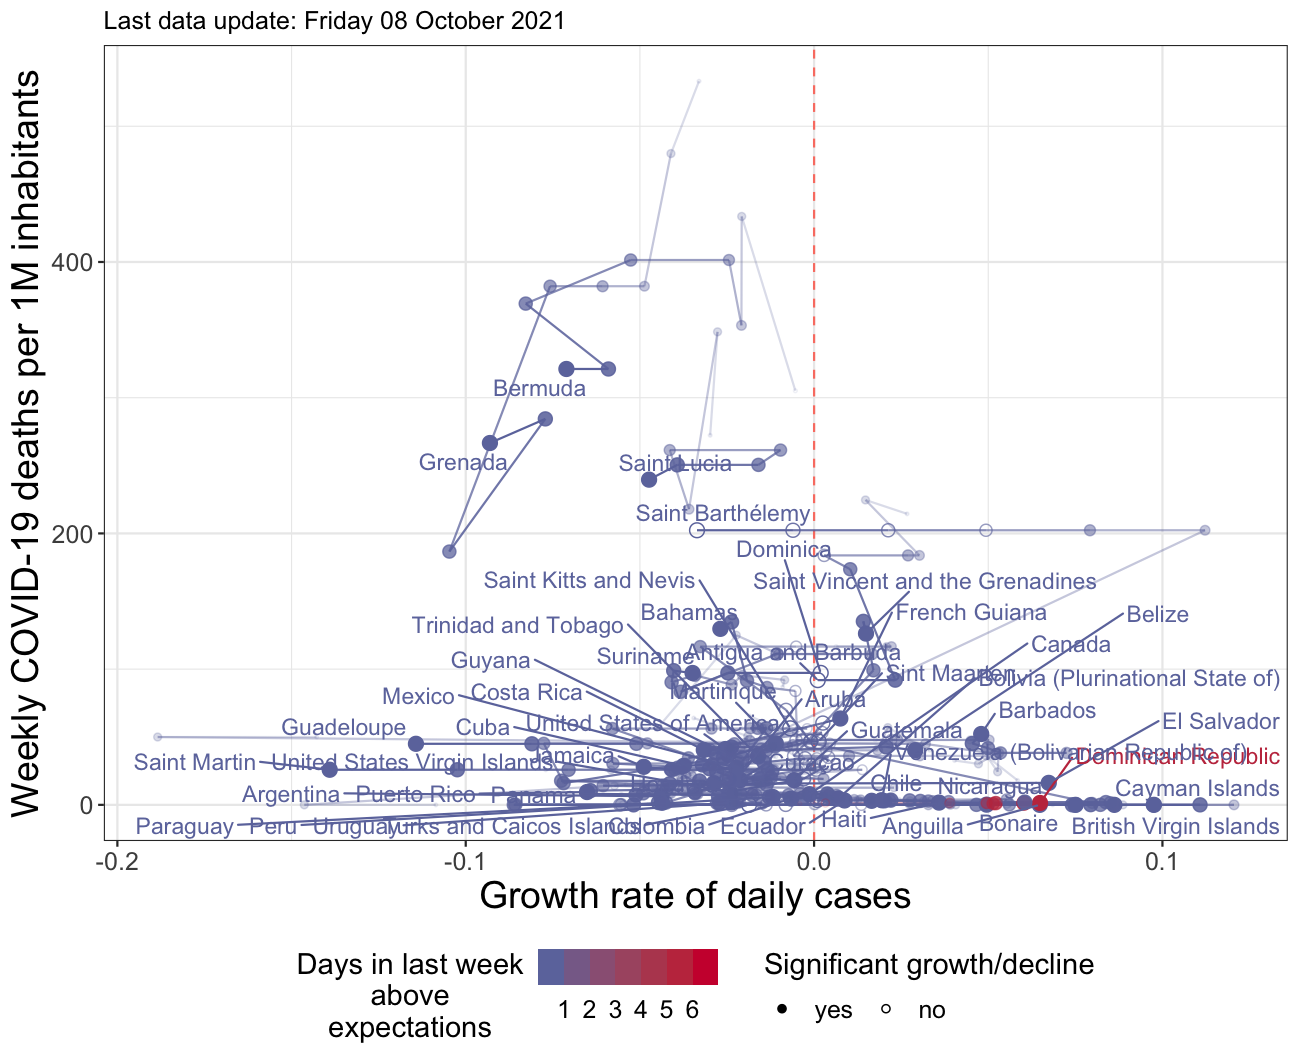 Last data update: Friday 08 October 2021
Weekly COVID-19 deaths per 1M inhabitants
400
200
0
Bermuda
Grenada
Saint Lucia
Saint Barthélemy
Dominica
Saint Kitts and Nevis
Saint Vincent and the Grenadines
Bahamas
French Guiana
Belize
Trinidad and Tobago
Canada
Suriname
Antigua and Barbuda
Guyana
Sint Maarten
Bolivia (Plurinational State of)
Mexico
Costa Rica
Martinique
Aruba
Barbados
Guadeloupe
Cuba
United States of America
Guatemala
El Salvador
Saint Martin
United States Virgin Islands
Jamaica
Curaçao
Venezuela (Bolivarian Republic of)
Dominican Republic
Argentina
Puerto Rico
Panama
Chile
Nicaragua
Cayman Islands
Paraguay
Peru
Uruguay
Turks and Caicos Islands
Colombia
Ecuador
Haiti
Anguilla
Bonaire
British Virgin Islands
-0.2
-0.1
0.0
0.1
Growth rate of daily cases
Days in last week
above
expectations
1 2 3 4 5 6
Significant growth/decline
yes
no